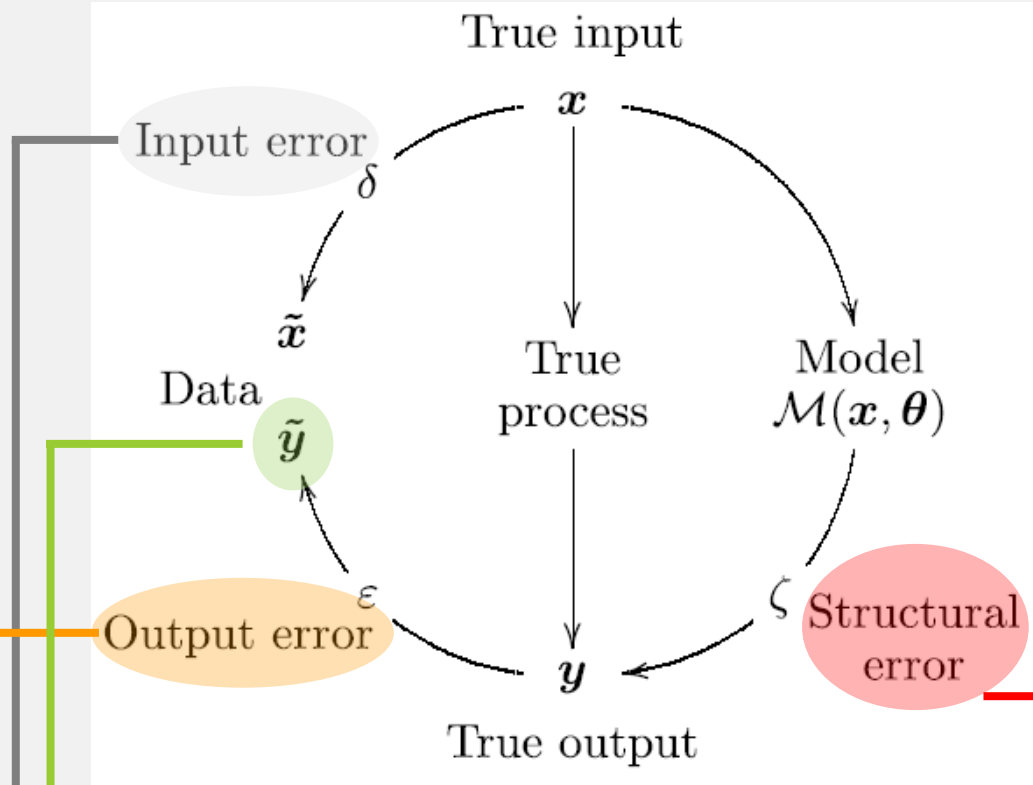 True input
x
Input error
δ
x̃
True
process
Model
ℳ(x, θ)
Data
ỹ
ε
Output error
ζ
Structural
error
y
True output